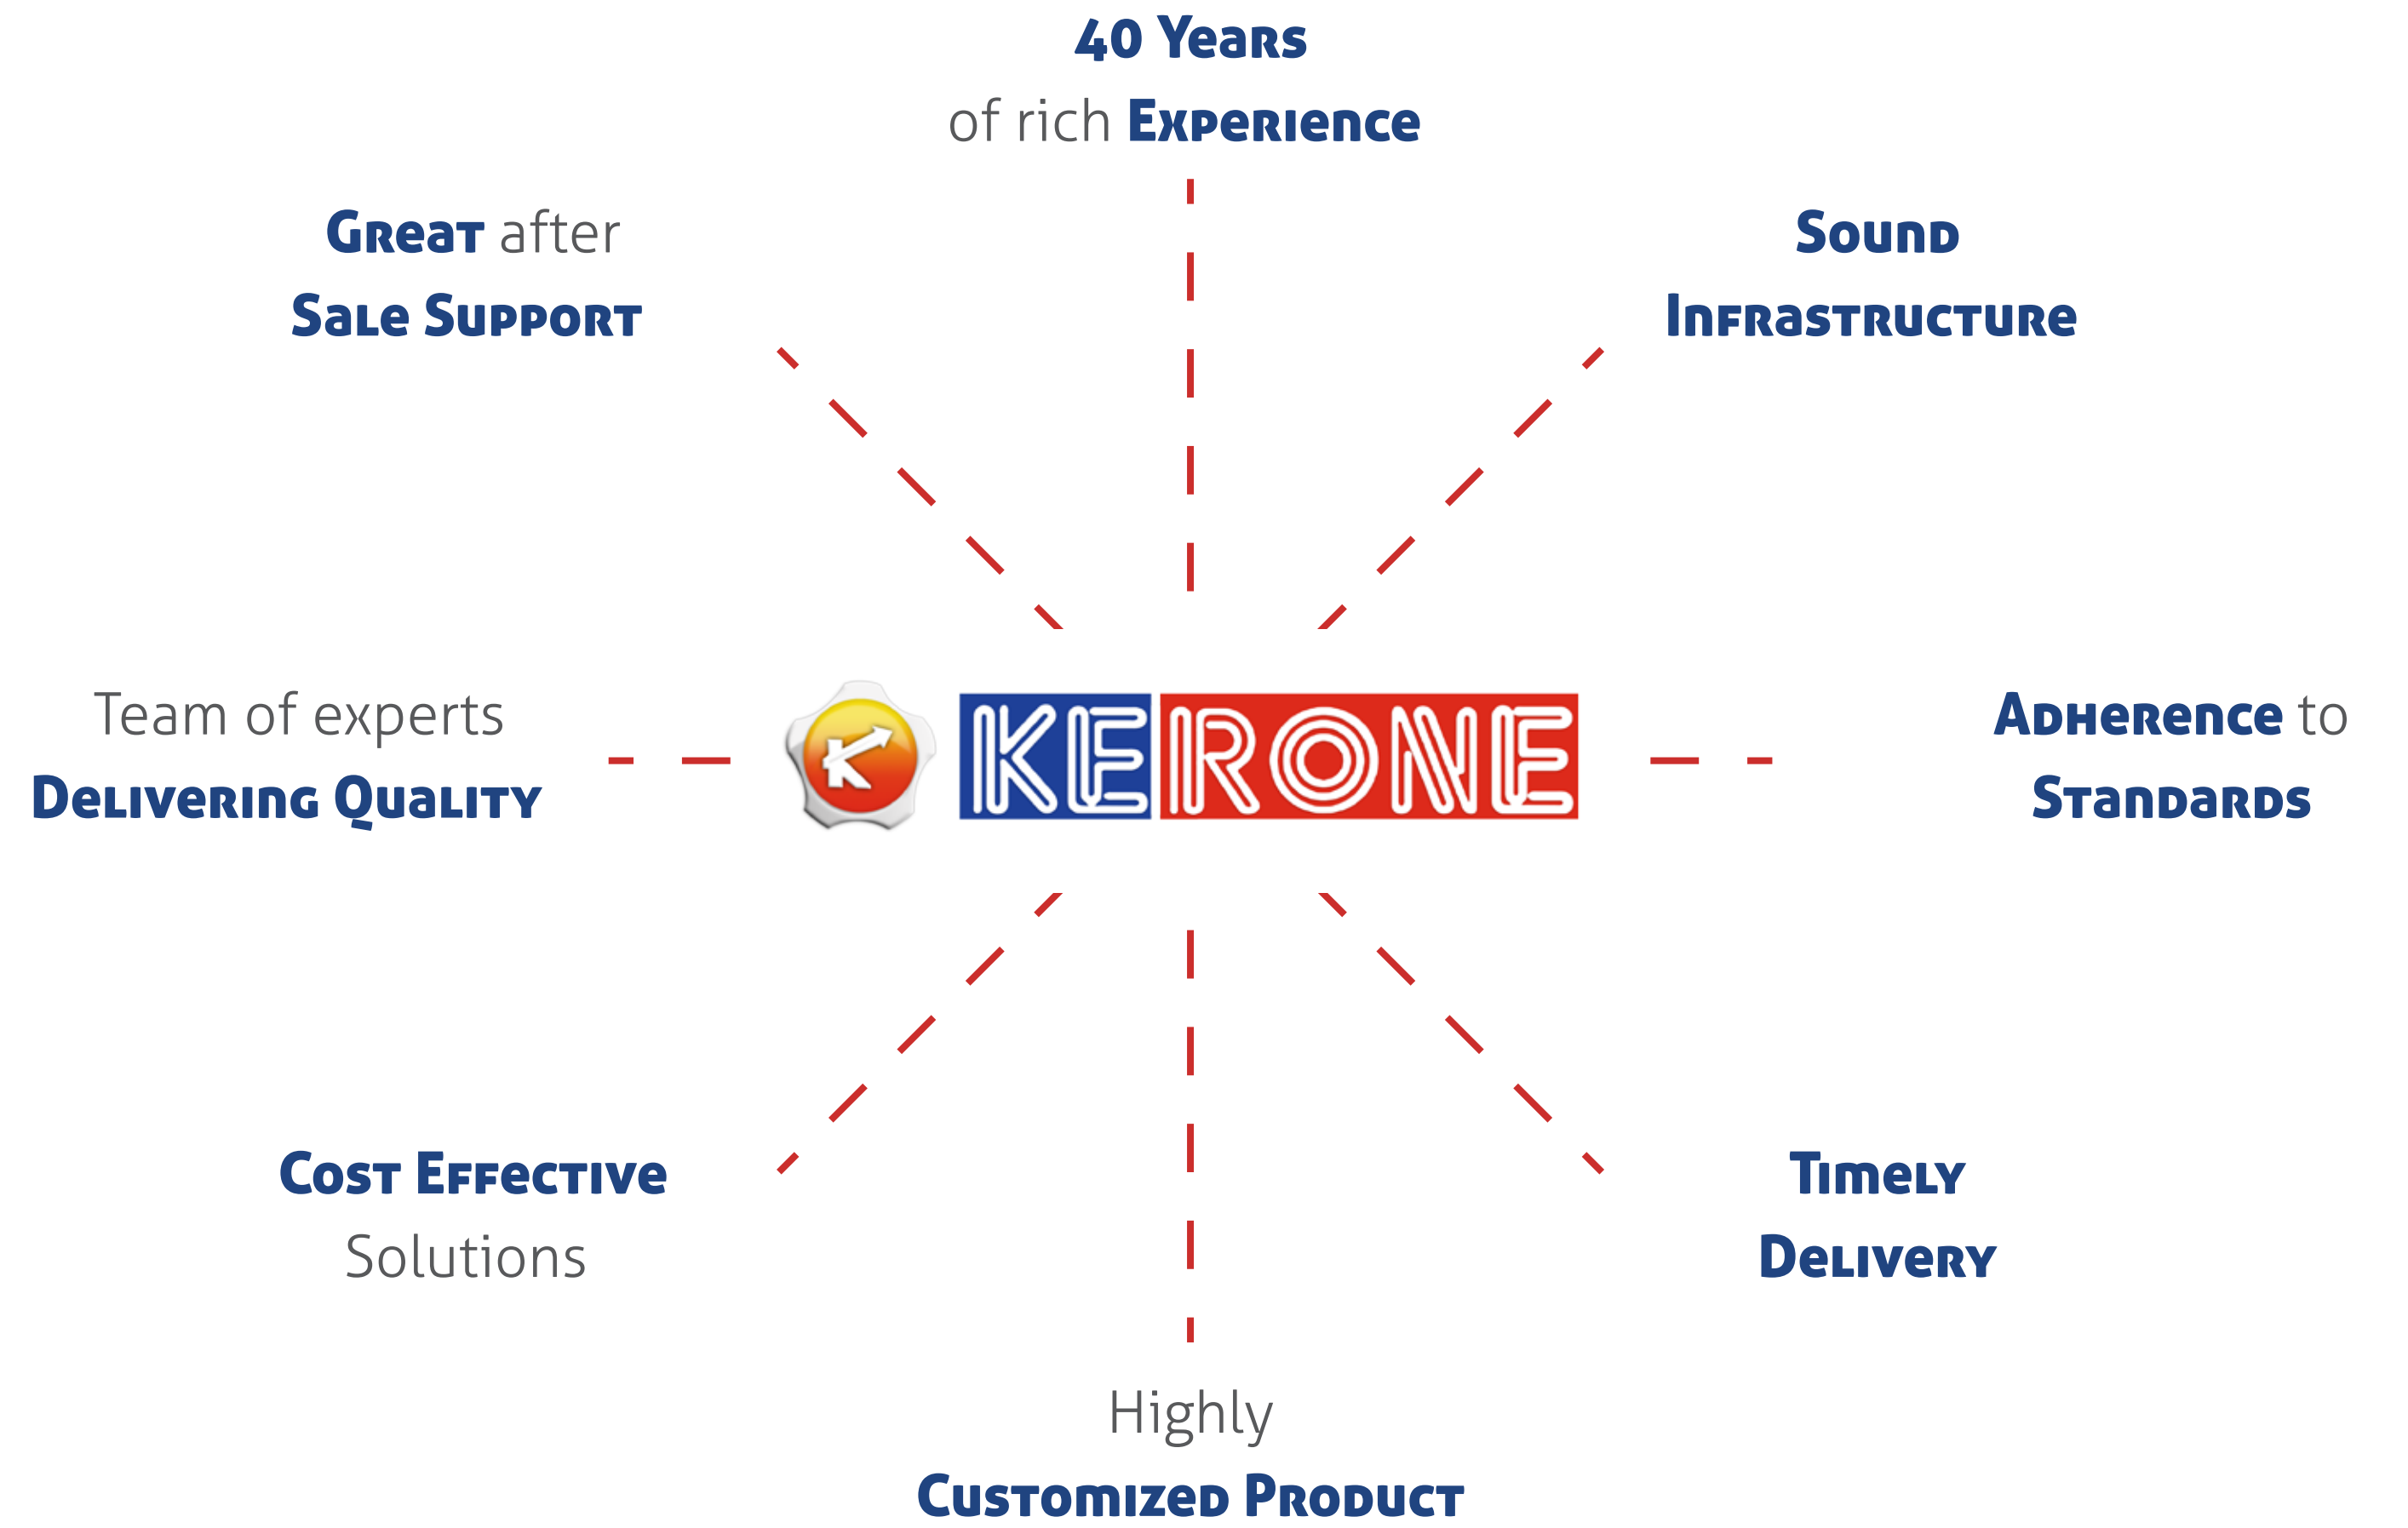 40 Years
of rich Experience
Great after
Sale Support
Sound
Infrastructure
Team of experts
Delivering Quality
K KERONE
Adherence to
Standards
Cost Effective
Solutions
Timely
Delivery
Highly
Customized Product